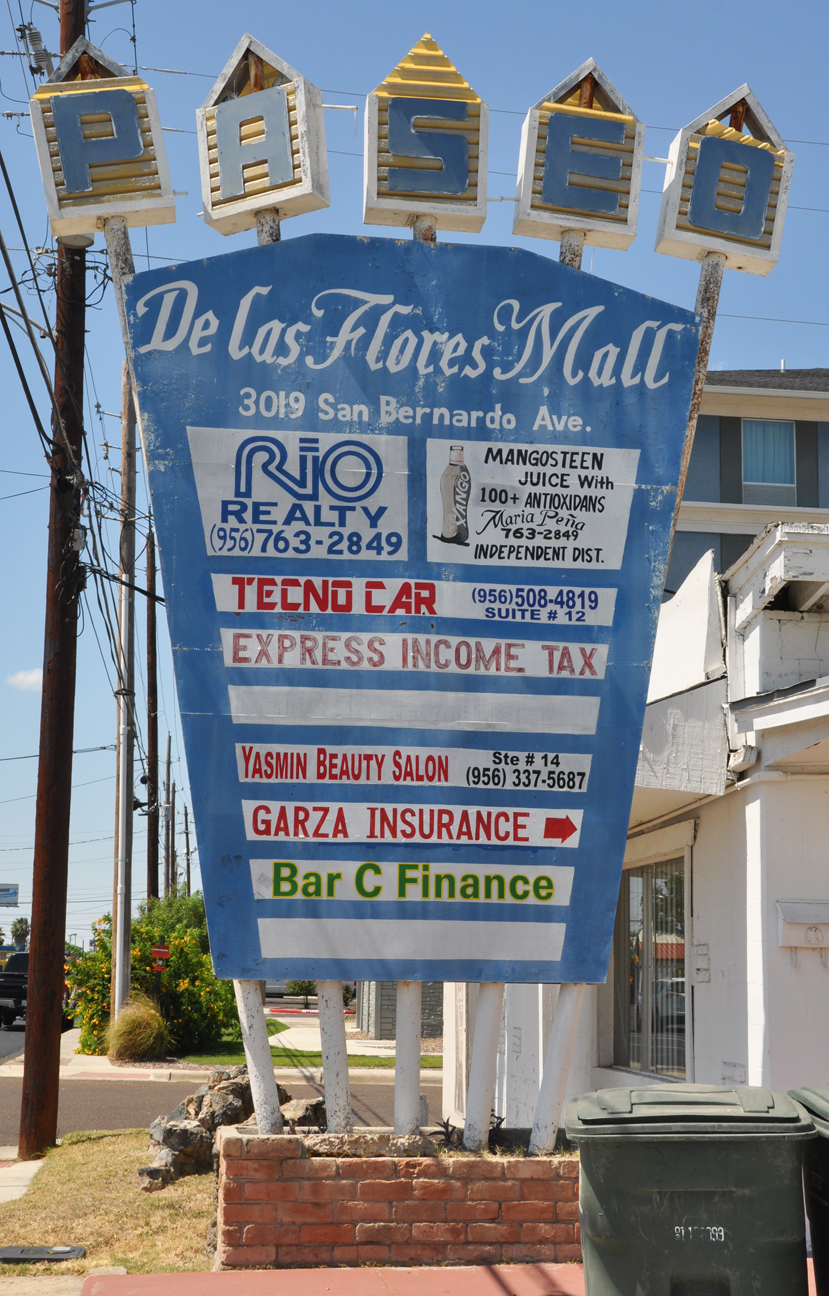 PASEO
De las Flores Mall
3019 San Bernardo Ave.
RIO
REALTY
(956)763-2849
XANGO
MANGOSTEEN
JUICE With
100+ ANTIOXIDANS
Maria Peña
763-2849
INDEPENDENT DIST.
TECNO CAR
(956)508-4819
SUITE # 12
EXPRESS INCOME TAX
YASMIN BEAUTY SALON
Ste # 14
(956) 337-5687
GARZA INSURANCE
Bar C Finance